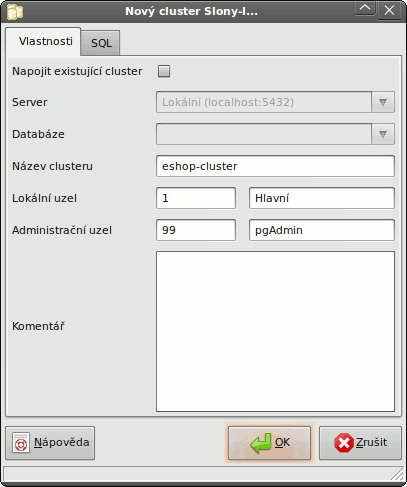 Nový cluster Slony-I...
Vlastnosti SQL
Napojit existující cluster
Server Lokální (localhost:5432)
Databáze
Název clusteru eshop-cluster
Lokální uzel 1 Hlavní
Administrační uzel 99 pgAdmin
Komentář
Nápověda OK Zrušit